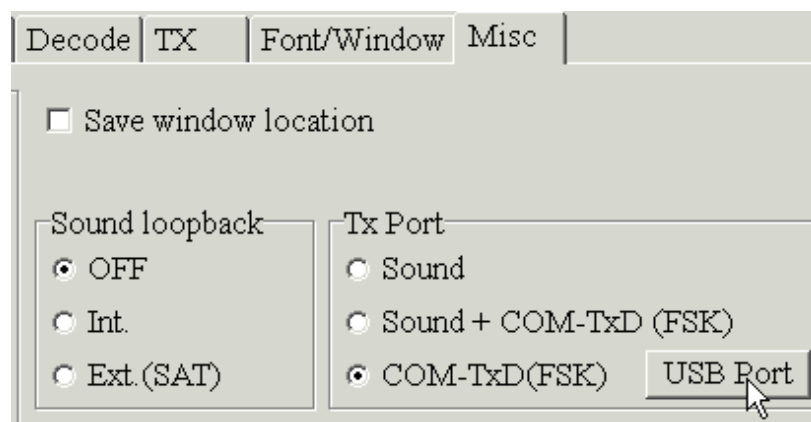 Decode TX Font/Window Misc
Save window location
Sound loopback
OFF
Int.
Ext.(SAT)
Tx Port
Sound
Sound + COM-TxD (FSK)
COM-TxD(FSK) USB Port